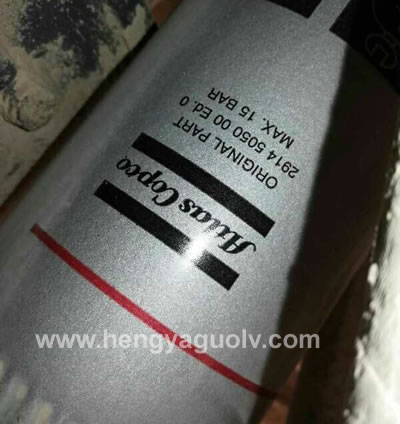 Atlas Copco
ORIGINAL PART
2914 5050 00 Ed. 0
MAX. 15 BAR
www.hengyaguolv.com